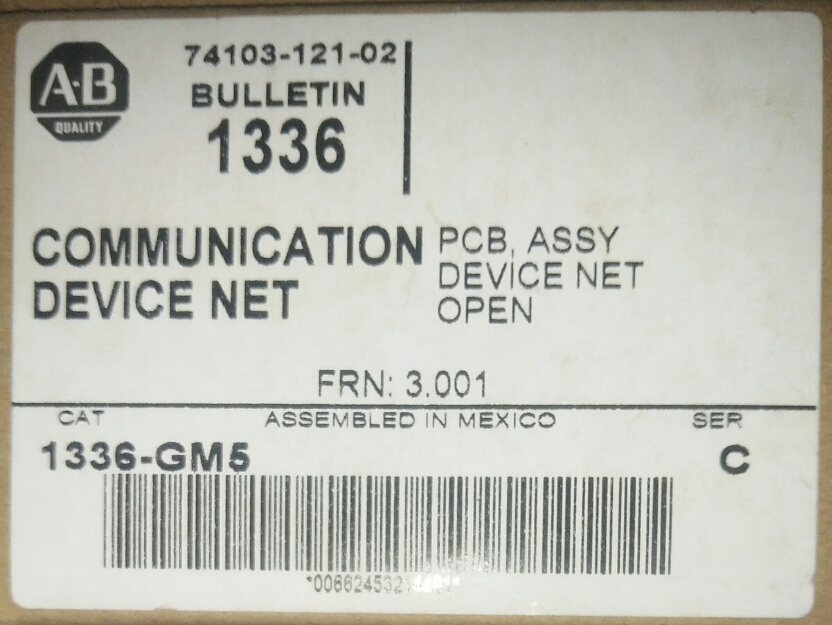 A-B
QUALITY
74103-121-02
BULLETIN
1336
COMMUNICATION
DEVICE NET
PCB, ASSY
DEVICE NET
OPEN
FRN: 3.001
CAT
ASSEMBLED IN MEXICO
SER
1336-GM5
C